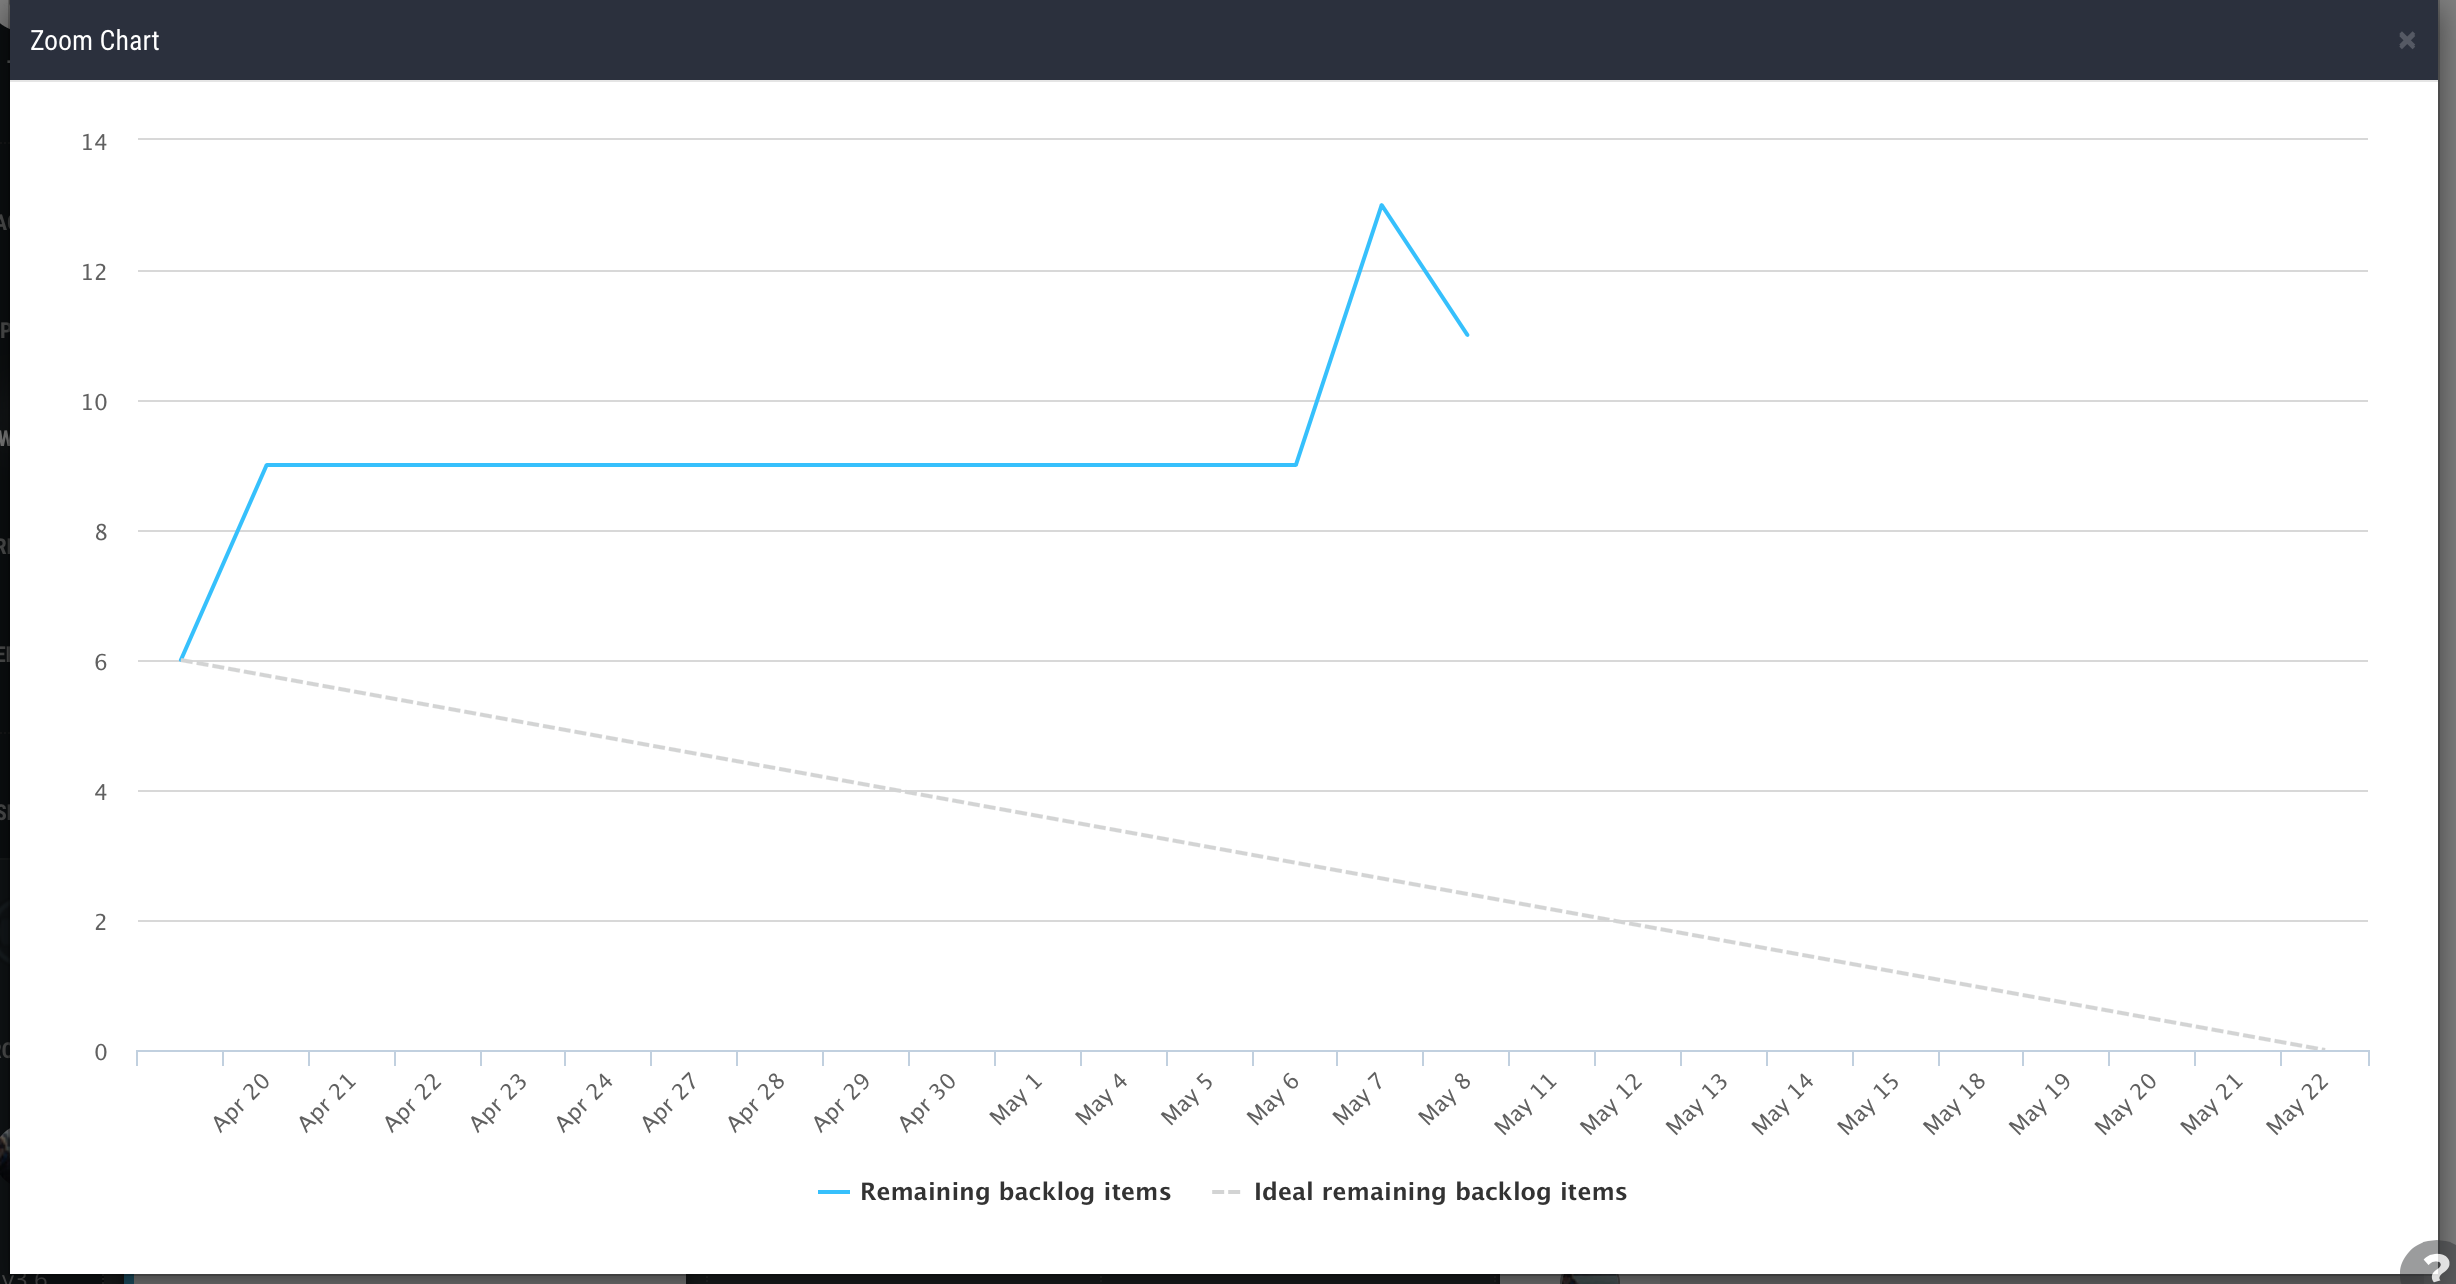 Zoom Chart
14
12
10
8
6
4
2
0
Apr 20
Apr 21
Apr 22
Apr 23
Apr 24
Apr 27
Apr 28
Apr 29
Apr 30
May 1
May 4
May 5
May 6
May 7
May 8
May 11
May 12
May 13
May 14
May 15
May 18
May 19
May 20
May 21
May 22
Remaining backlog items
Ideal remaining backlog items
?